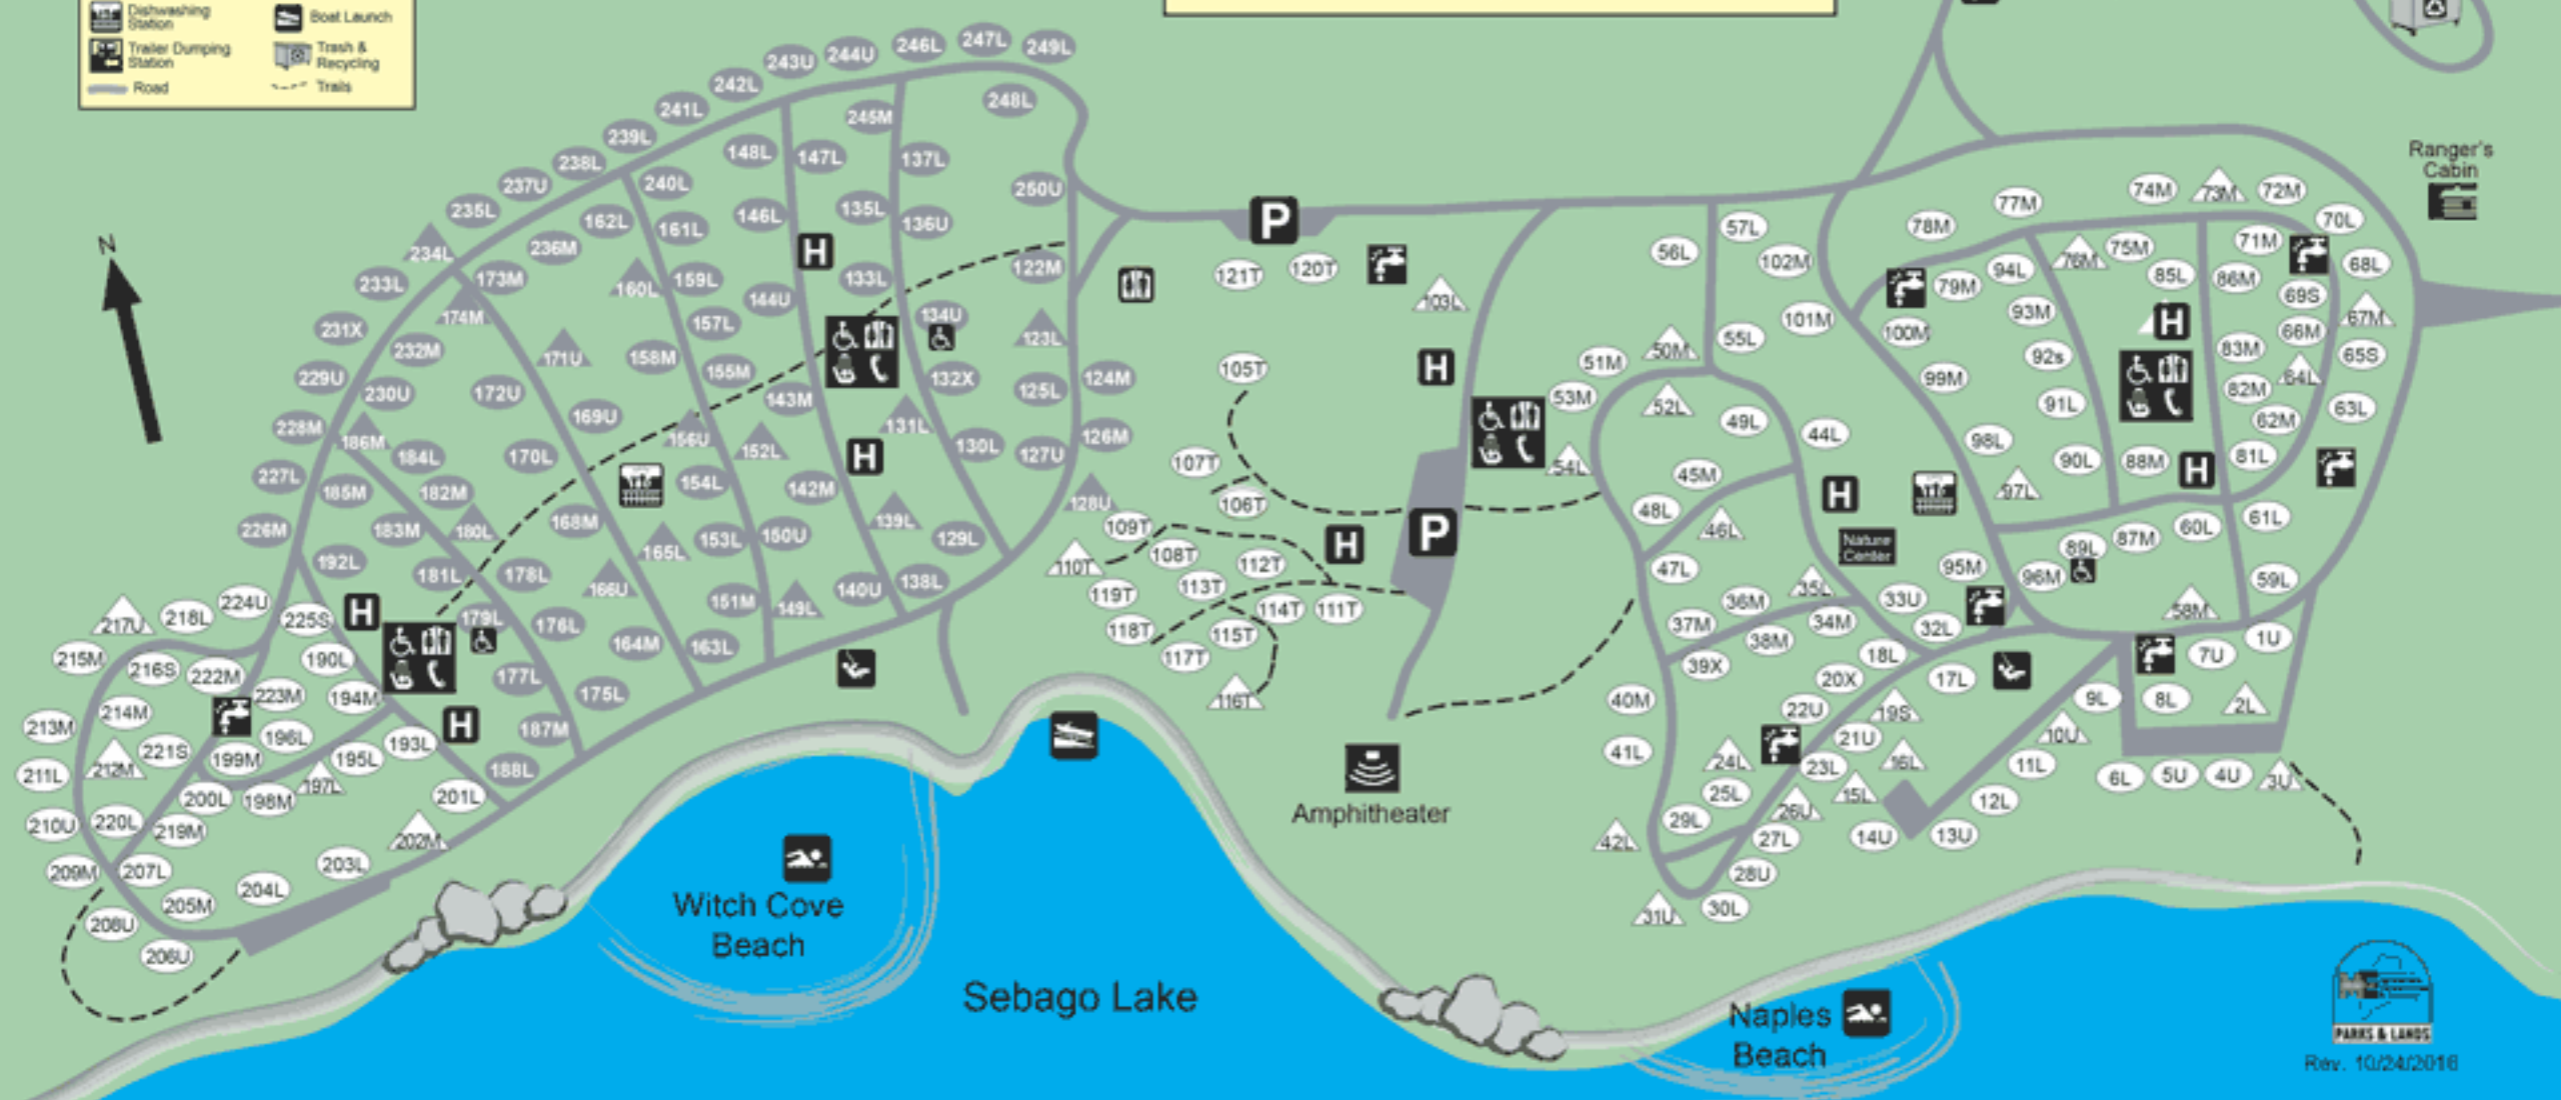 Dishwashing
Station
Boat Launch
Trailer Dumping
Station
Trash &
Recycling
Road
Trails
N
243U 244U 246L 247L 249L
242L
241L
248L
239L
245M
238L
148L 147L 137L
237U
240L
250U
235L
162L
146L
135L
136U
234L
236M
161L
H
233L
173M
160L
159L
144U
133L
122M
231X
174M
157L
134U
123L
232M
171U
158M
155M
132X
124M
229U
230U
172U
143M
125L
228M
186M
169U
156U
152L
131L
130L
126M
127U
H
227L
184L
170L
185M
182M
154L
142M
128U
226M
183M
180L
168M
165L
153L
150U
139L
129L
192L
181L
178L
166U
140U
138L
151M
149L
217U
218L
224U
225S
H
179L
176L
164M
163L
215M
216S
222M
190L
177L
175L
213M
214M
223M
194M
H
187M
221S
196L
193L
188L
211L
212M
199M
195L
197L
200L
198M
201L
210U
220L
219M
202M
209M
207L
203L
204L
205M
208U
206U
P
121T
120T
103L
105T
H
107T
106T
109T
P
110T
108T
112T
H
113T
119T
114T
111T
118T
115T
117T
116T
Amphitheater
Ranger's
Cabin
57L
56L
102M
101M
55L
50M
51M
53M
52L
49L
44L
54L
45M
48L
46L
H
Nature
Center
47L
35L
36M
33U
37M
34M
38M
32L
39X
18L
20X
17L
40M
22U
19S
41L
21U
24L
23L
16L
25L
15L
26U
29L
42L
27L
14U
13U
12L
11L
28U
31U
30L
74M
73M
72M
77M
78M
70L
71M
76M
75M
94L
85L
86M
68L
79M
69S
93M
H
66M
67M
100M
92s
83M
65S
99M
82M
64L
91L
62M
63L
98L
90L
88M
H
81L
97L
61L
60L
87M
89L
95M
96M
59L
58M
1U
7U
9L
8L
2L
10U
6L
5U
4U
3U
Witch Cove
Beach
Sebago Lake
Naples
Beach
PARKS & LANDS
Rev. 10/24/2016